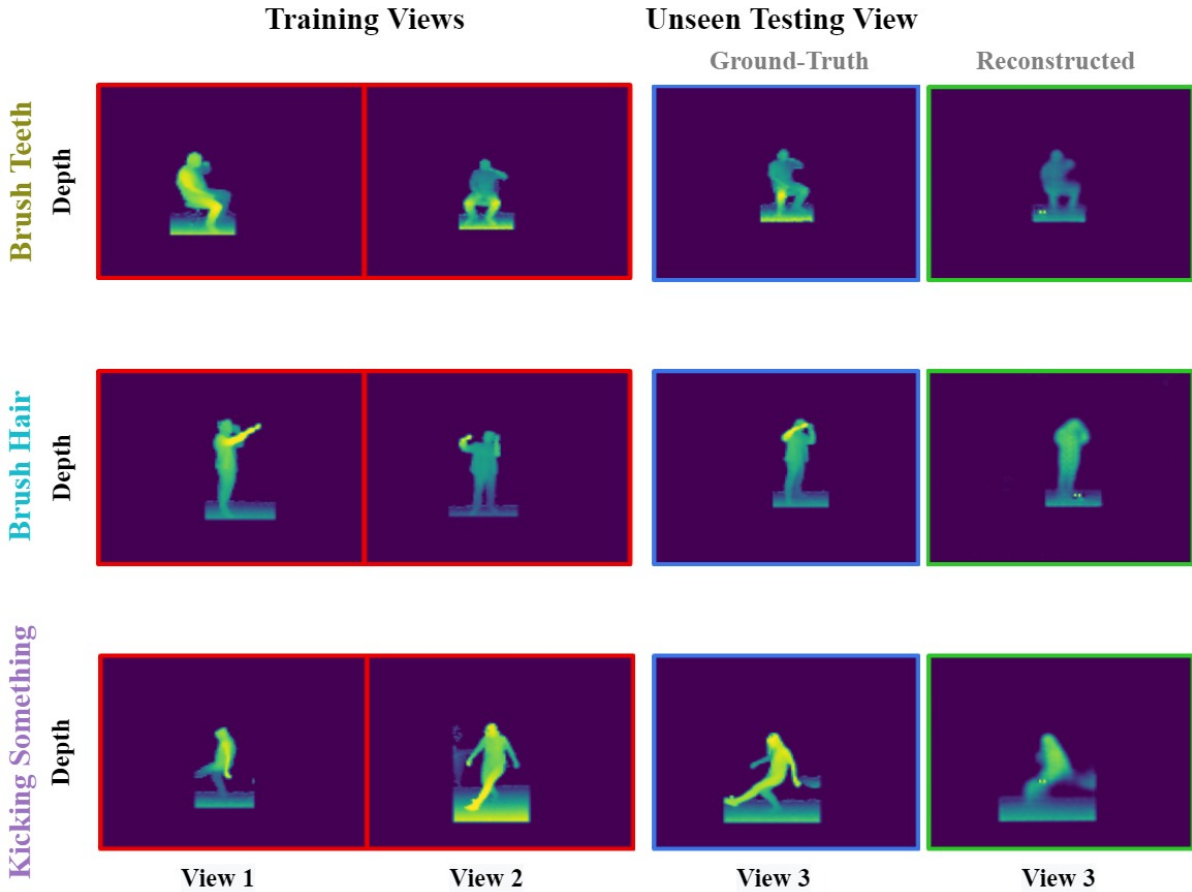 Training Views
Unseen Testing View
Ground-Truth
Reconstructed
Brush Teeth
Depth
Brush Hair
Depth
Kicking Something
Depth
View 1
View 2
View 3
View 3